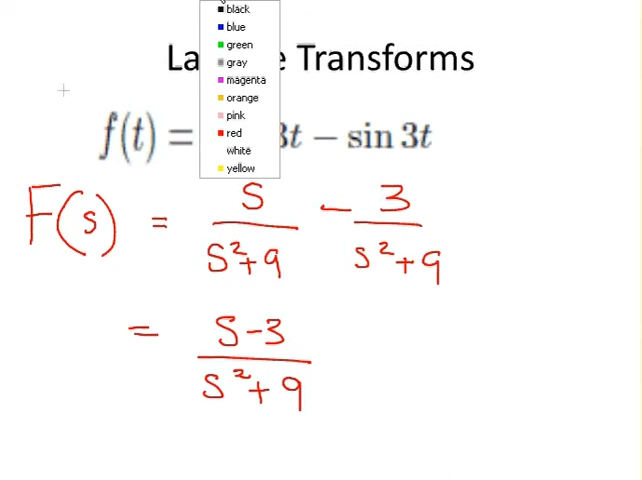 black
blue
green
gray
magenta
orange
pink
red
white
yellow
Transforms
f(t) = 3t − sin 3t
F(s) = s/(s²+9) − 3/(s²+9)
= (s−3)/(s²+9)